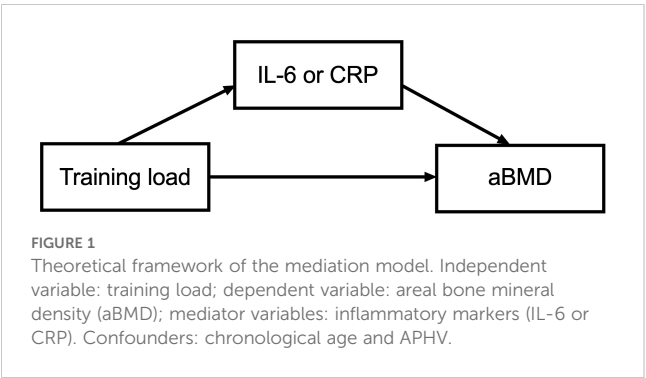 IL-6 or CRP
Training load
aBMD
FIGURE 1
Theoretical framework of the mediation model. Independent
variable: training load; dependent variable: areal bone mineral
density (aBMD); mediator variables: inflammatory markers (IL-6 or
CRP). Confounders: chronological age and APHV.